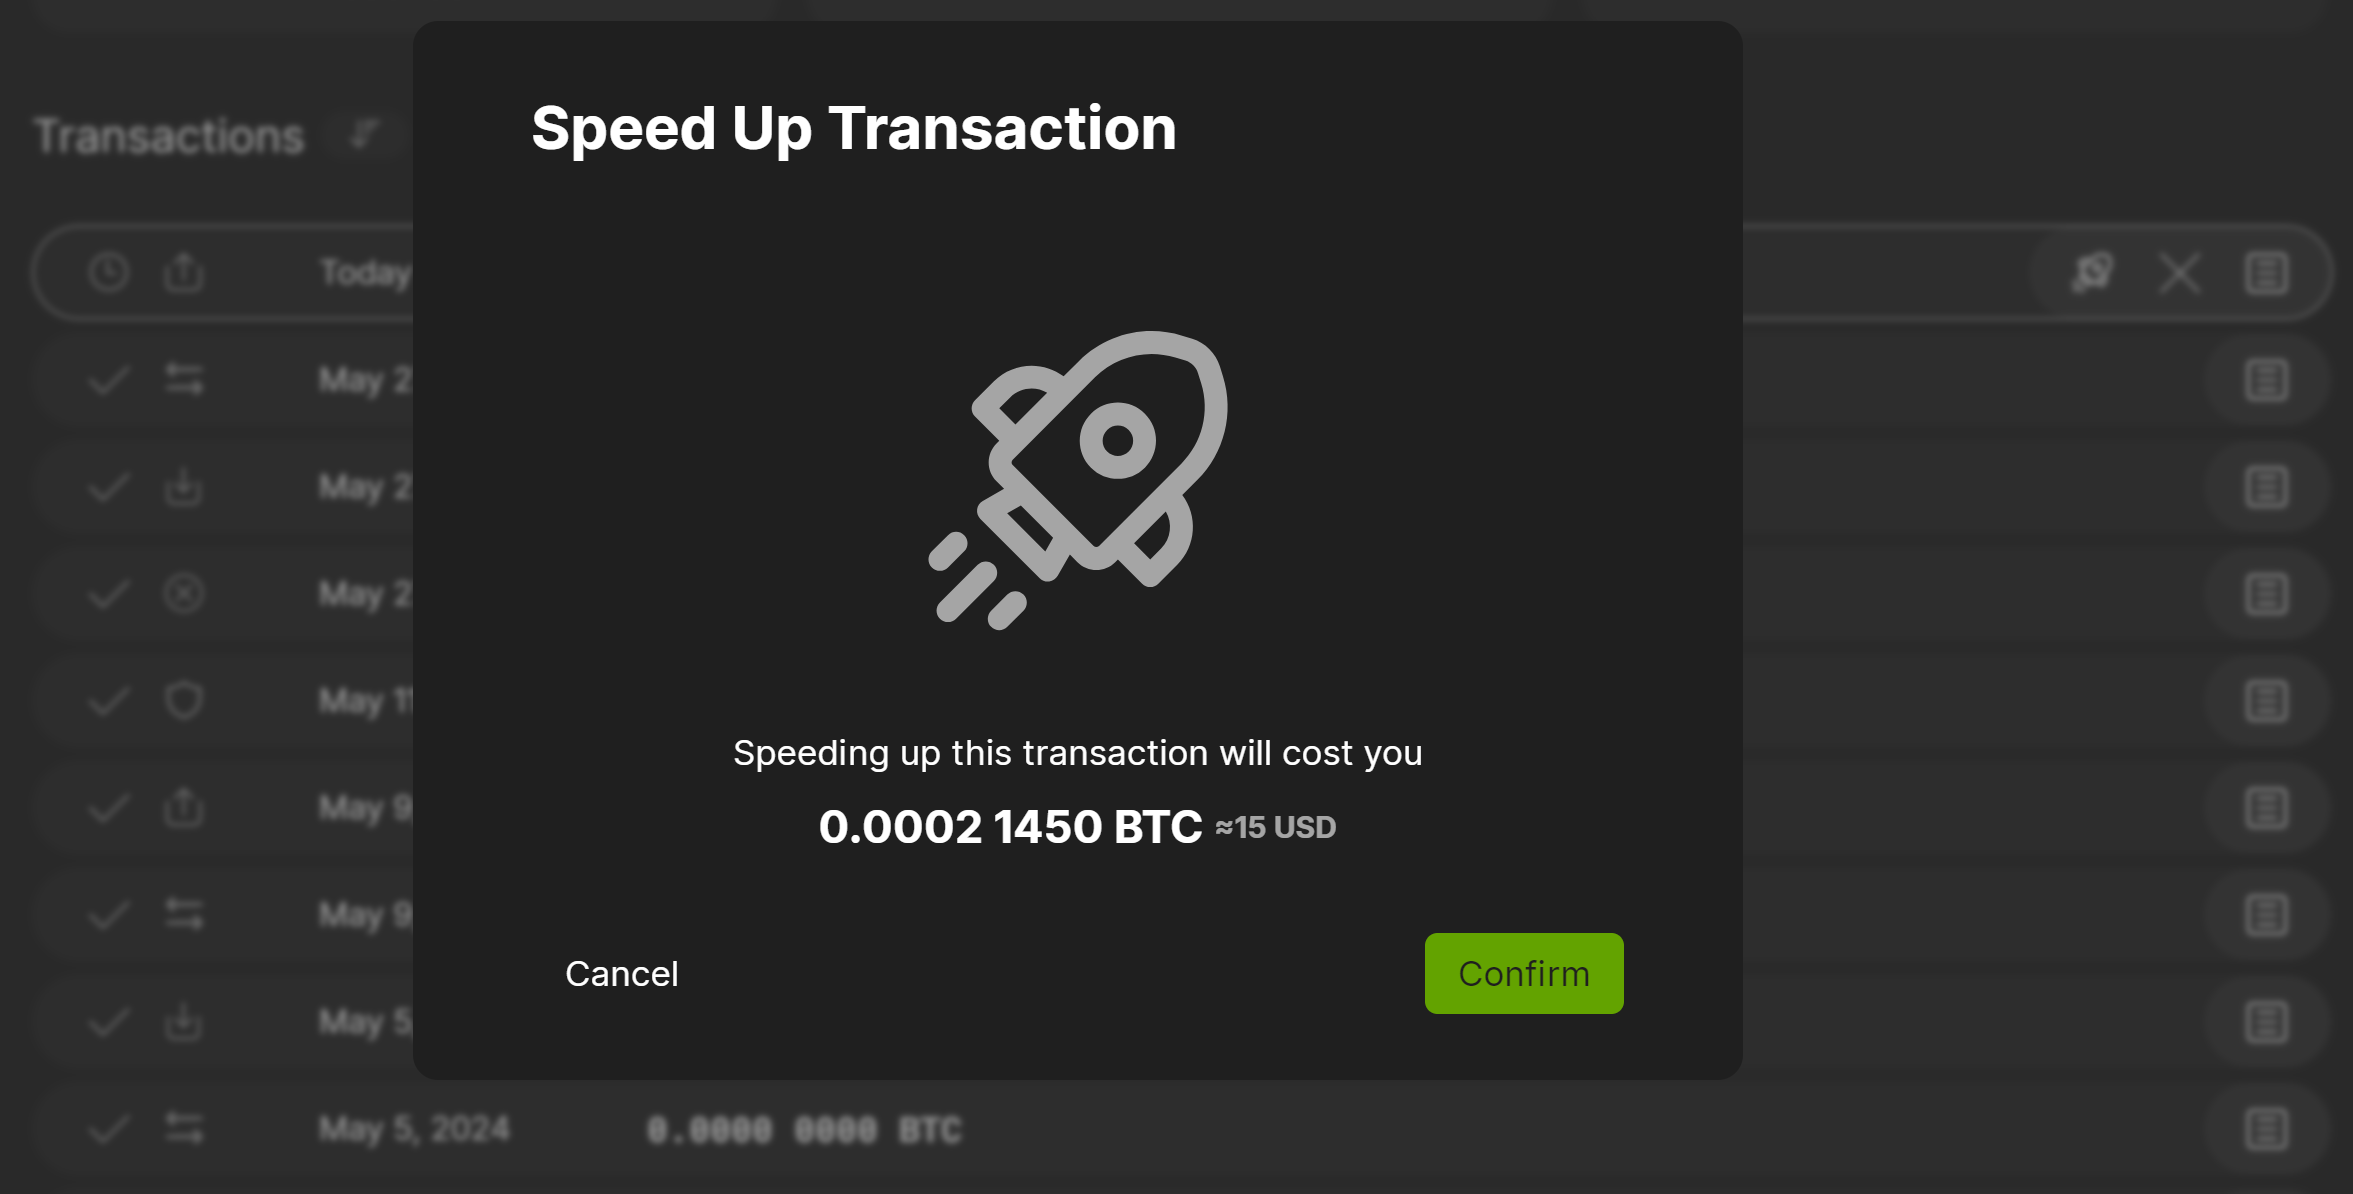 Speed Up Transaction
Transactions
Today
May 2
May 2
May 2
May 11
May 9
May 9
May 5,
Speeding up this transaction will cost you
0.0002 1450 BTC ≈15 USD
Cancel
Confirm
May 5, 2024 0.0000 0000 BTC